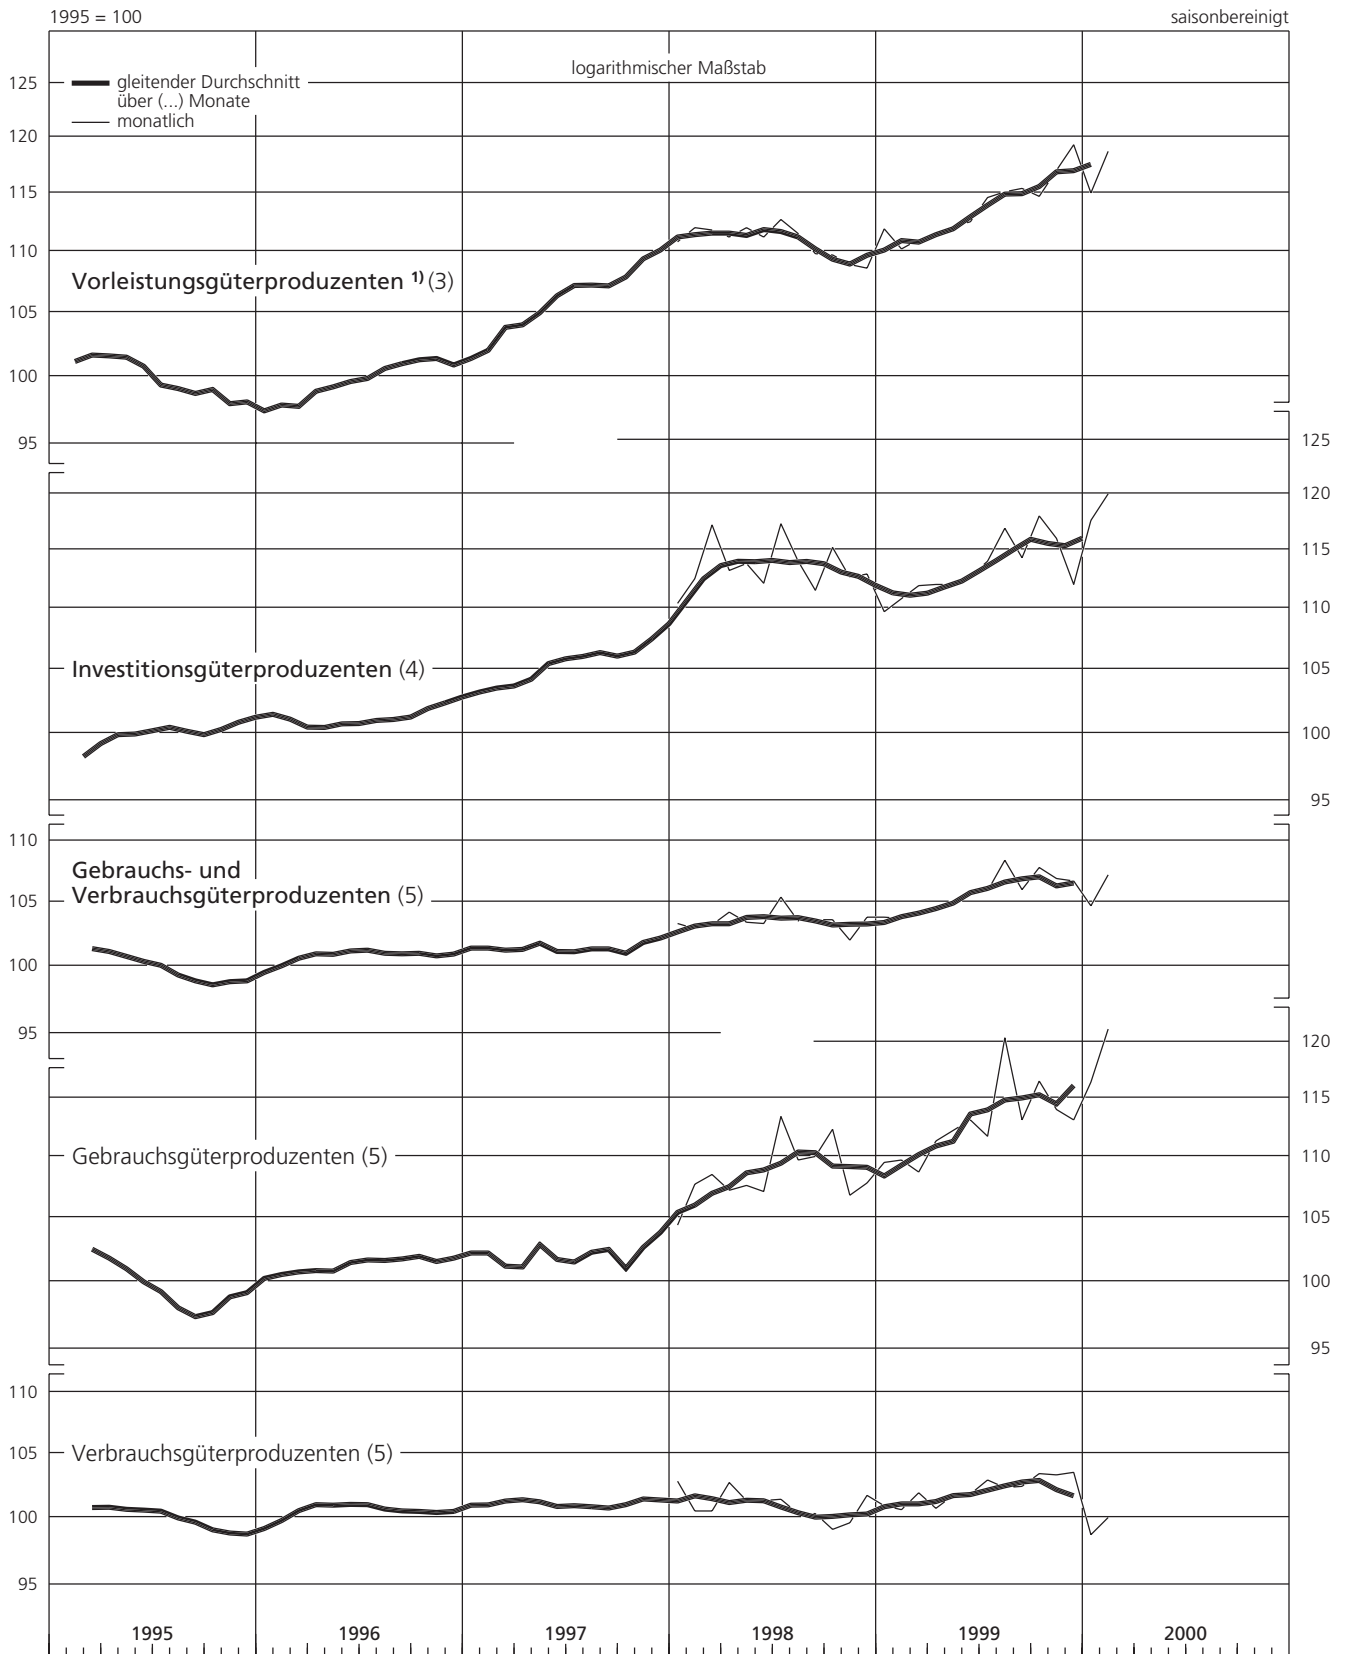 1995 = 100
saisonbereinigt
logarithmischer Maßstab
gleitender Durchschnitt
über (...) Monate
monatlich
125
120
115
110
Vorleistungsgüterproduzenten 1) (3)
105
100
95
125
120
115
110
Investitionsgüterproduzenten (4)
105
100
95
110
Gebrauchs- und
Verbrauchsgüterproduzenten (5)
105
100
95
120
115
Gebrauchsgüterproduzenten (5)
110
105
100
95
110
105
Verbrauchsgüterproduzenten (5)
100
95
1995 1996 1997 1998 1999 2000